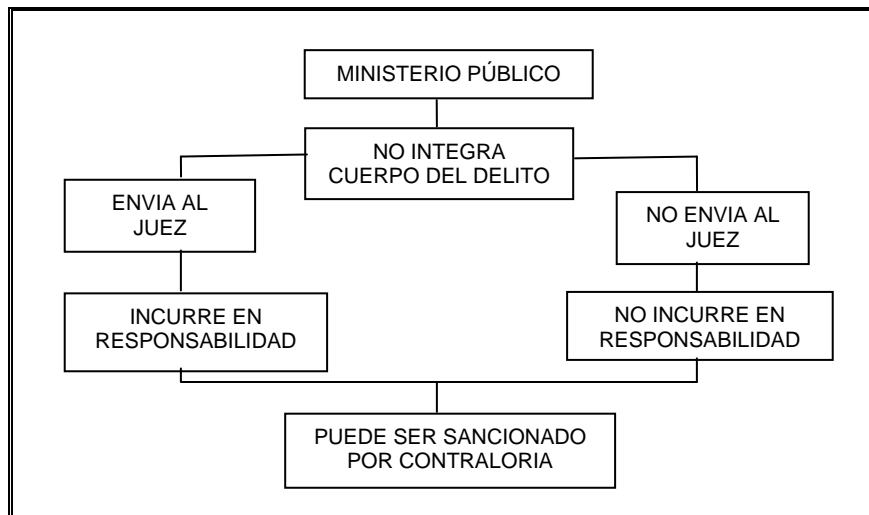 MINISTERIO PÚBLICO
NO INTEGRA
CUERPO DEL DELITO
ENVIA AL
JUEZ
NO ENVIA AL
JUEZ
INCURRE EN
RESPONSABILIDAD
NO INCURRE EN
RESPONSABILIDAD
PUEDE SER SANCIONADO
POR CONTRALORIA